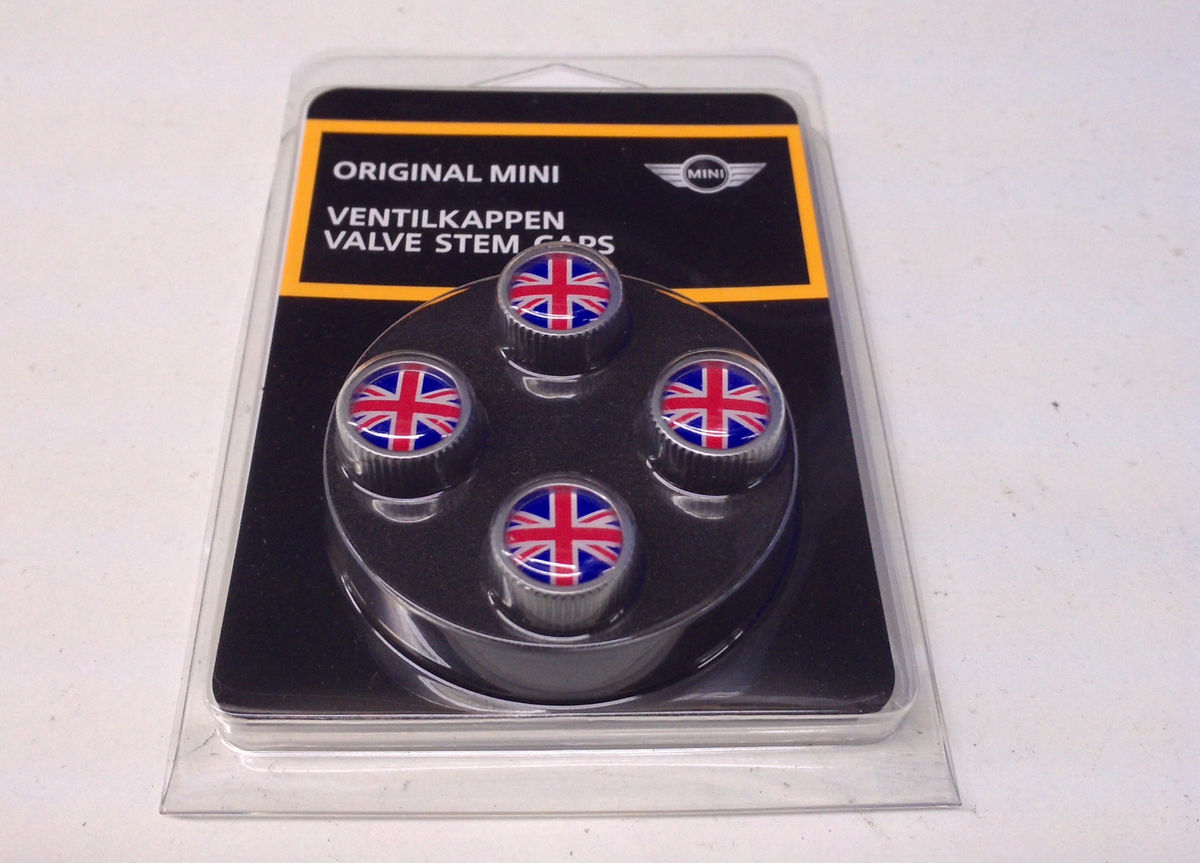 ORIGINAL MINI
MINI
VENTILKAPPEN
VALVE STEM CAPS